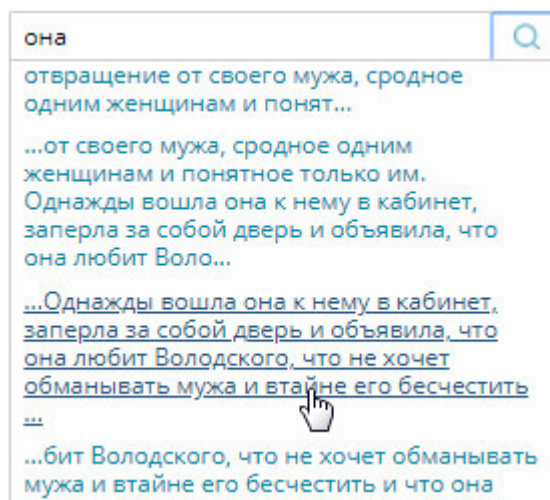 она
отвращение от своего мужа, сродное
одним женщинам и понят...
...от своего мужа, сродное одним
женщинам и понятное только им.
Однажды вошла она к нему в кабинет,
заперла за собой дверь и объявила, что
она любит Воло...
...Однажды вошла она к нему в кабинет,
заперла за собой дверь и объявила, что
она любит Володского, что не хочет
обманывать мужа и втайне его бесчестить
...
...бит Володского, что не хочет обманывать
мужа и втайне его бесчестить и что она